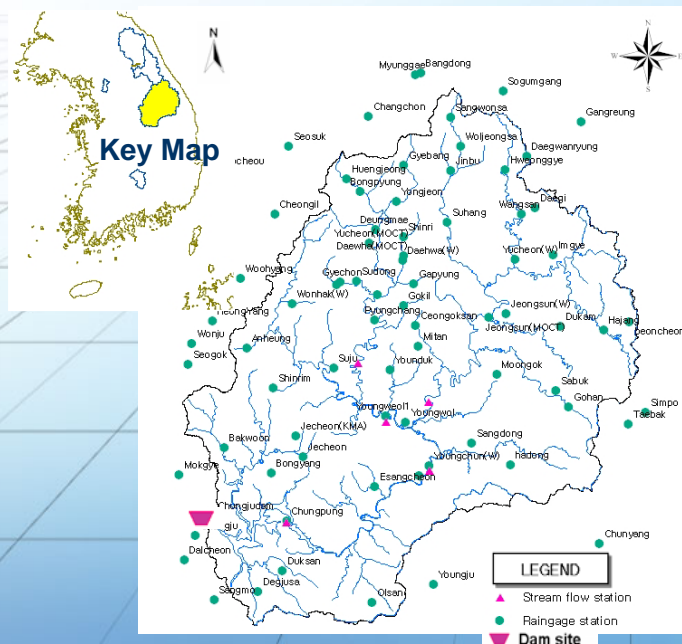 N
Key Map
N
W
E
S
Myunggae
Bangdong
Sogumgang
Changchon
Sangwonsa
Gangreung
Seosuk
Woljeongsa
Daegwanryung
Gyebang
Jinbu
Hweonggye
Huengjeong
Bongpyung
Yongjeon
Cheongil
Wangsan
Daegi
Suhang
Deungmae
Yucheon(MOCT)
Shinri
Daewha(MOCT)
Daehwa(W)
Yucheon(W)
Imgye
Woohyang
Gyechon
Sudong
Gapyung
Wonhak(W)
Gokil
Jeongsun(W)
Pyungchang
Ceongoksan
Jeongsun(MOCT)
Dukam
Hajang
Wonju
Anheung
Mitan
Seogok
Suju
Younduk
Moongok
Shinrim
Sabuk
Gohan
Simpo
Taebak
Youngweol1
Youngwol
Jecheon(KMA)
Bakwoon
Jecheon
Sangdong
Mokgye
Bongyang
Youngchun(W)
hadong
Esangcheon
Chungpung
Chunyang
Dalcheon
Duksan
Youngju
Sangmo
Degjusa
Olsan
LEGEND
Stream flow station
Raingage station
Dam site